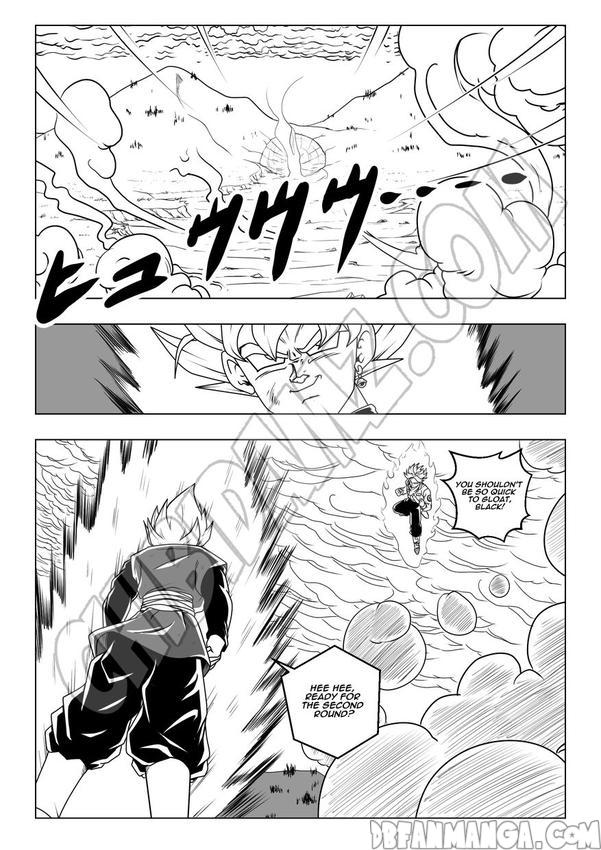 ヒュウウウ・・・・
YOU SHOULDN'T
BE SO QUICK
TO GLOAT,
BLACK!
HEE HEE,
READY FOR
THE SECOND
ROUND?
DBFANMANGA.COM